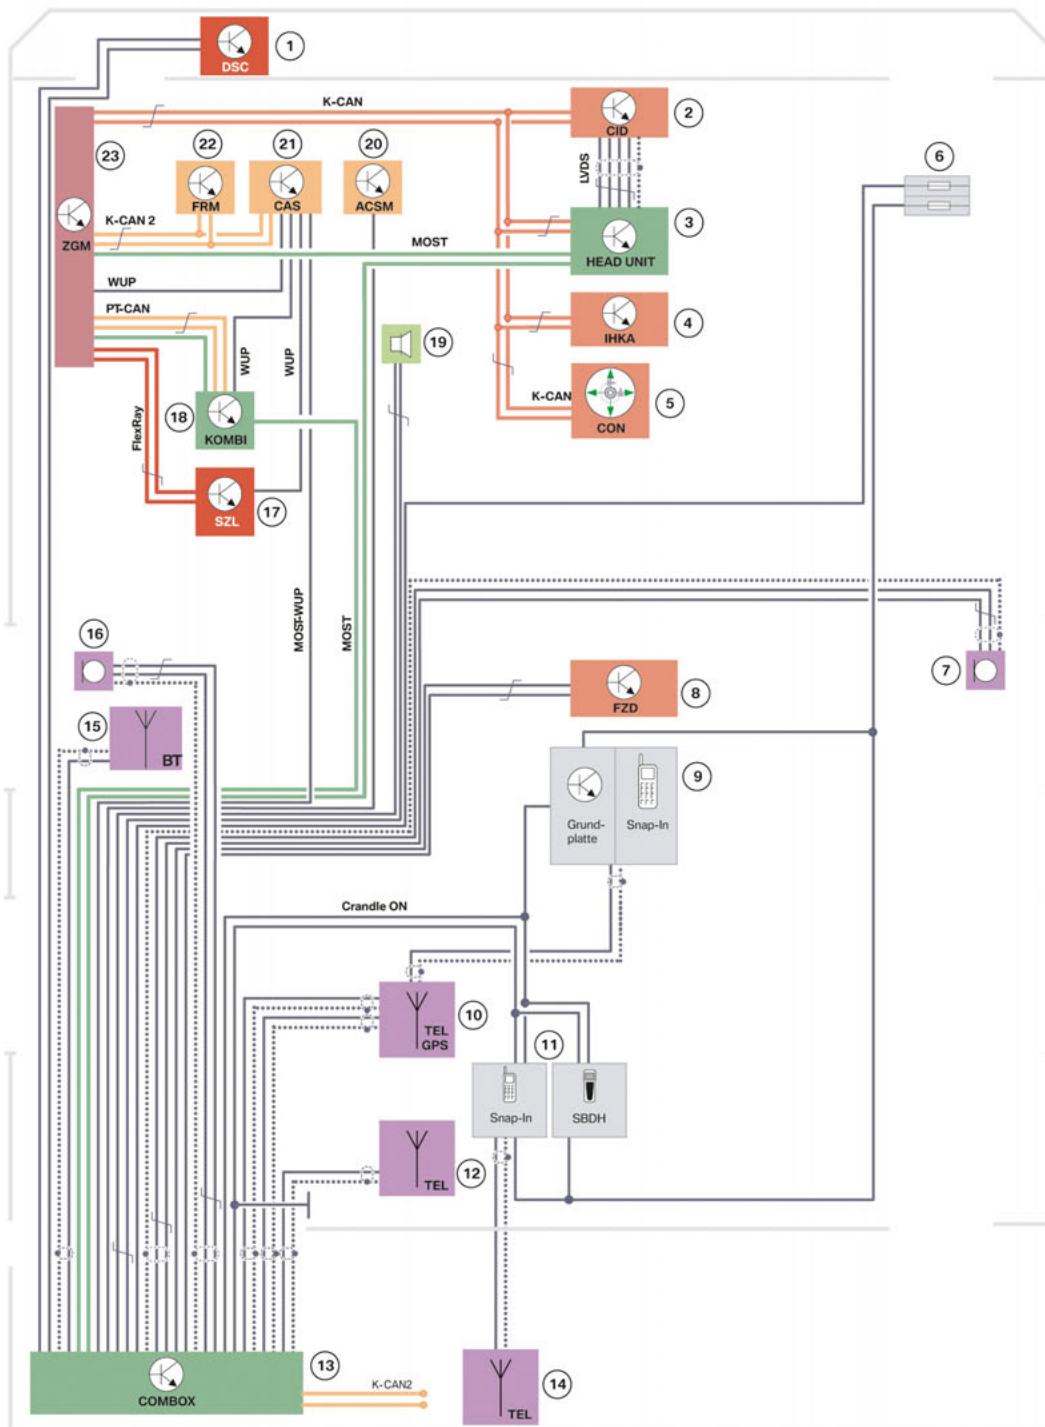 DSC
1
K-CAN
CID
2
23
22
21
20
6
LVDS
FRM
CAS
ACSM
3
K-CAN 2
ZGM
MOST
HEAD UNIT
WUP
PT-CAN
4
19
IHKA
WUP
WUP
K-CAN
5
18
KOMBI
CON
FlexRay
SZL
17
MOST-WUP
MOST
16
7
8
FZD
15
BT
9
Grund-
platte
Snap-In
Crandle ON
10
TEL
GPS
11
Snap-In
SBDH
12
TEL
13
COMBOX
K-CAN2
14
TEL